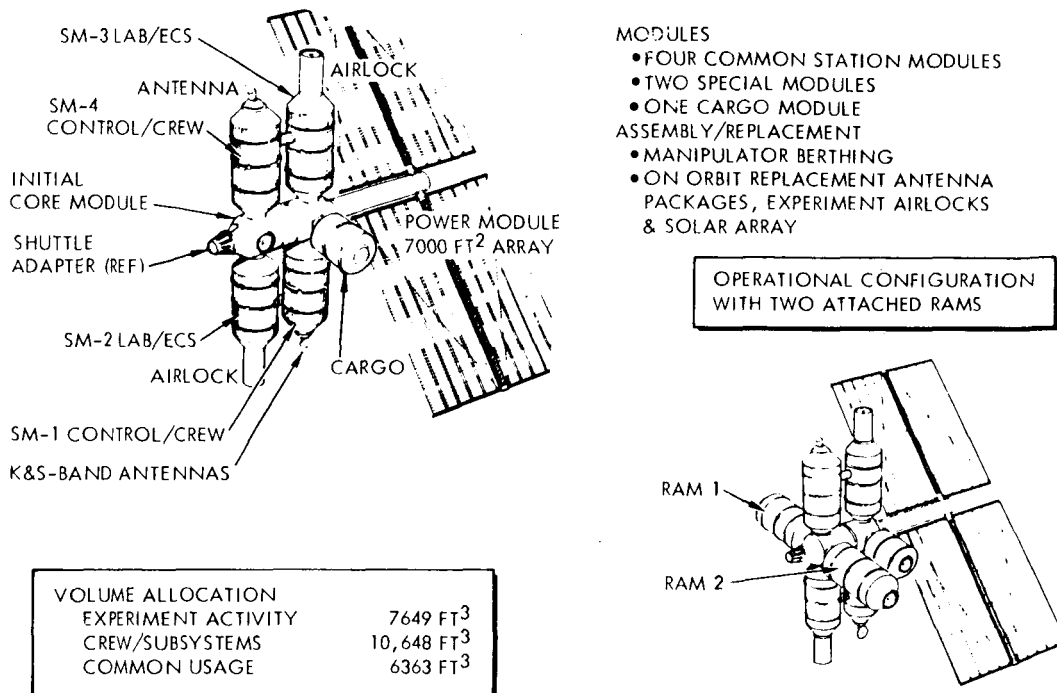 SM-3 LAB/ECS
AIRLOCK
ANTENNA
SM-4
CONTROL/CREW
INITIAL
CORE MODULE
SHUTTLE
ADAPTER (REF)
POWER MODULE
7000 FT² ARRAY
SM-2 LAB/ECS
AIRLOCK
CARGO
SM-1 CONTROL/CREW
K&S-BAND ANTENNAS
MODULES
•FOUR COMMON STATION MODULES
•TWO SPECIAL MODULES
•ONE CARGO MODULE
ASSEMBLY/REPLACEMENT
•MANIPULATOR BERTHING
•ON ORBIT REPLACEMENT ANTENNA
PACKAGES, EXPERIMENT AIRLOCKS
& SOLAR ARRAY
OPERATIONAL CONFIGURATION
WITH TWO ATTACHED RAMS
RAM 1
RAM 2
VOLUME ALLOCATION
EXPERIMENT ACTIVITY 7649 FT³
CREW/SUBSYSTEMS 10,648 FT³
COMMON USAGE 6363 FT³